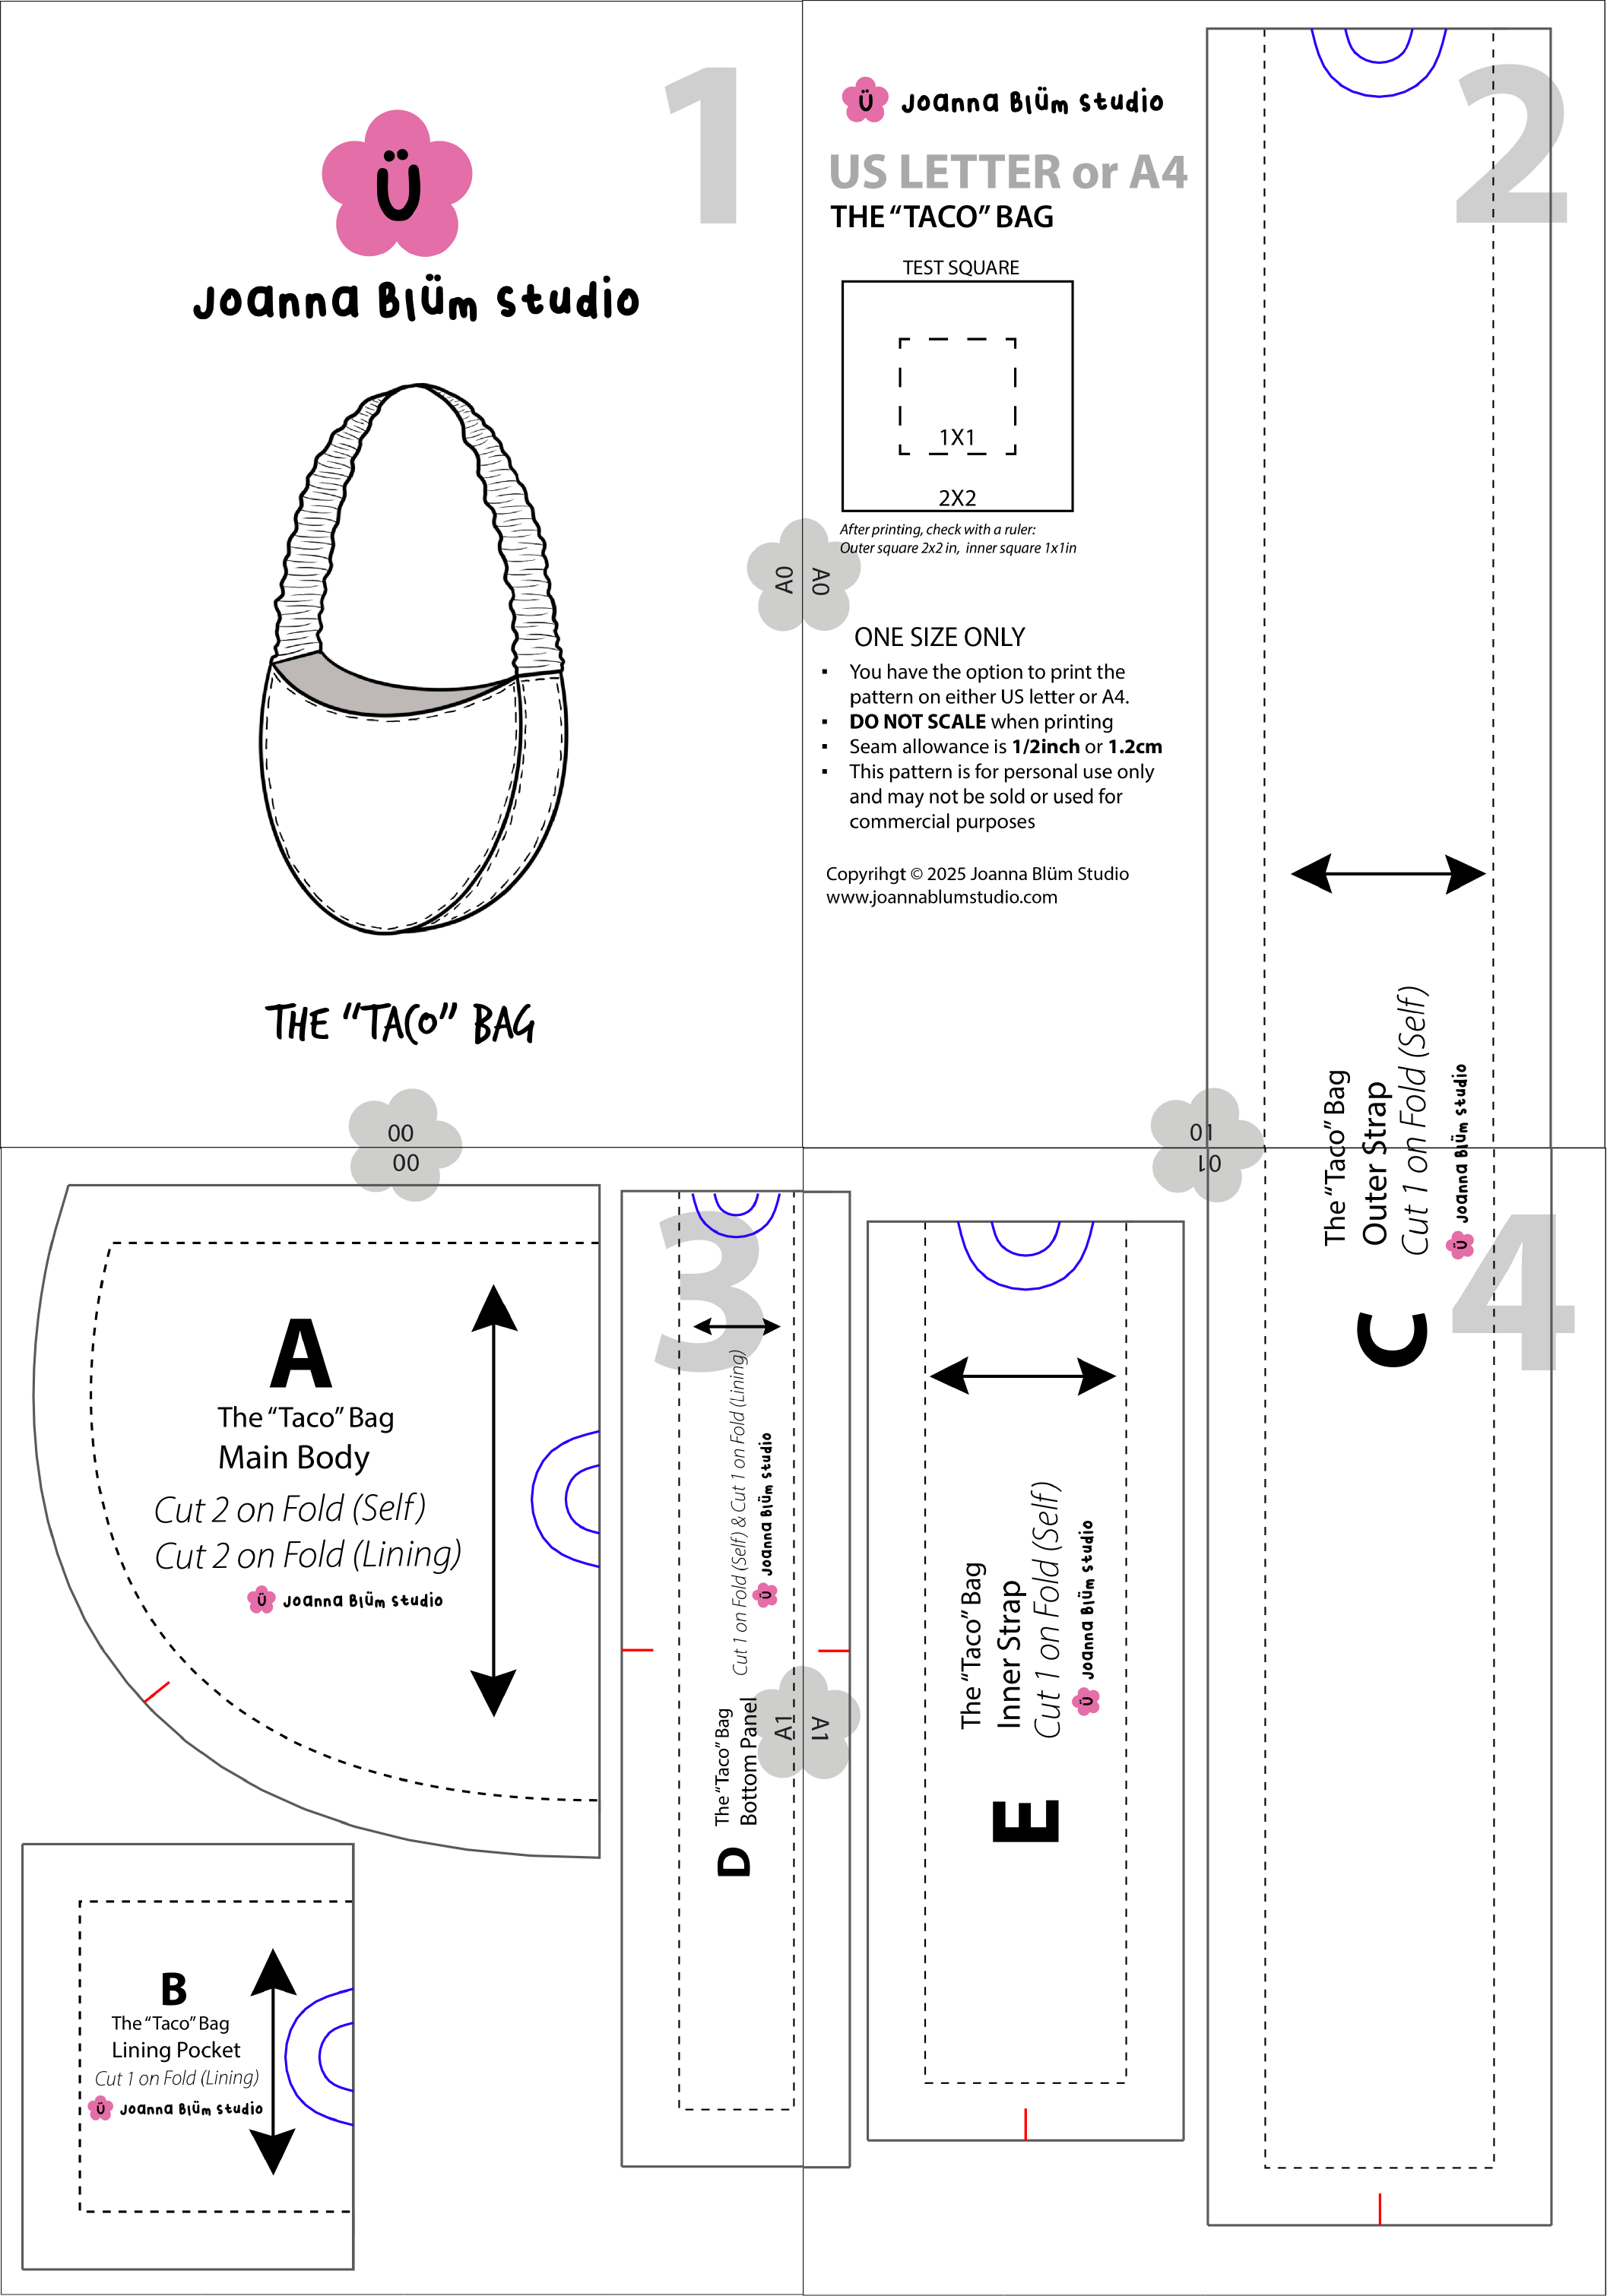 1
Ü
Joanna Blüm Studio
THE "TACO" BAG
2
Ü Joanna Blüm Studio
US LETTER or A4
THE “TACO” BAG
TEST SQUARE
1X1
2X2
After printing, check with a ruler:
Outer square 2x2 in, inner square 1x1in
A0
A0
ONE SIZE ONLY
▪ You have the option to print the
pattern on either US letter or A4.
▪ DO NOT SCALE when printing
▪ Seam allowance is 1/2inch or 1.2cm
▪ This pattern is for personal use only
and may not be sold or used for
commercial purposes
Copyrihgt © 2025 Joanna Blüm Studio
www.joannablumstudio.com
00
00
01
01
3
A
The “Taco” Bag
Main Body
Cut 2 on Fold (Self)
Cut 2 on Fold (Lining)
Ü Joanna Blüm Studio
B
The “Taco” Bag
Lining Pocket
Cut 1 on Fold (Lining)
Ü Joanna Blüm Studio
D
The “Taco” Bag
Bottom Panel
Cut 1 on Fold (Self) & Cut 1 on Fold (Lining)
Ü Joanna Blüm Studio
A1
A1
E
The “Taco” Bag
Inner Strap
Cut 1 on Fold (Self)
Ü Joanna Blüm Studio
4
C
The “Taco” Bag
Outer Strap
Cut 1 on Fold (Self)
Ü Joanna Blüm Studio